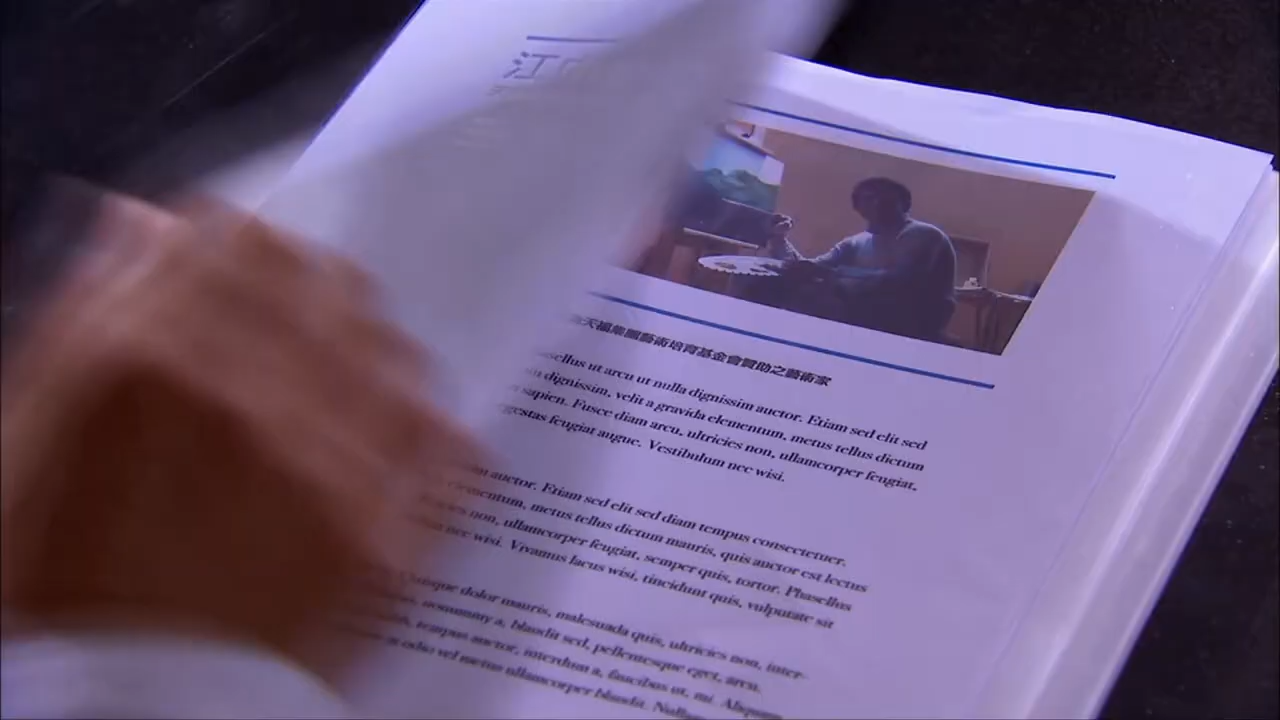 天福集團藝術培育基金會贊助之藝術家
ut arcu ut nulla dignissim auctor. Etiam sed elit sed
dignissim, velit a gravida elementum, metus tellus dictum
sapien. Fusce diam arcu, ultricies non, ullamcorper feugiat,
feugiat augue. Vestibulum nec wisi.
auctor. Etiam sed elit sed diam tempus consectetuer.
metus tellus dictum mauris, quis auctor est lectus
non, ullamcorper feugiat, semper quis, tortor. Phasellus
nec wisi. Vivamus lacus wisi, tincidunt quis, vulputate sit
Quisque dolor mauris, malesuada quis, ultricies non, inter-
nonummy a, blandit sed, pellentesque eget, arcu.
tempus auctor, interdum a, faucibus ut, mi. Aliquam
odio vel metus ullamcorper blandit.